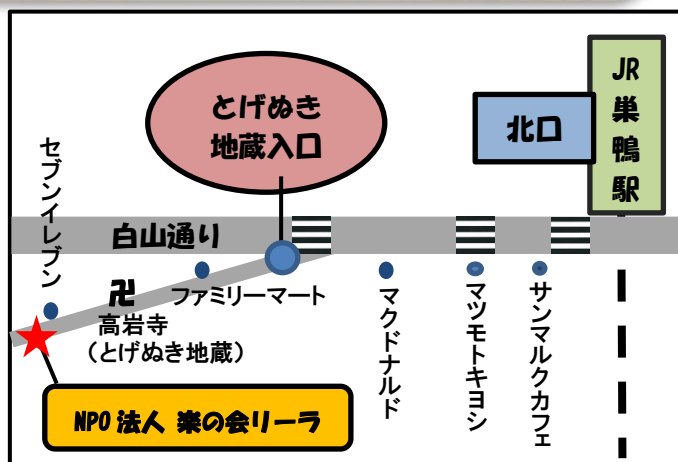 とげぬき
地蔵入口
北口
JR
巣鴨駅
セブンイレブン
白山通り
卍
ファミリーマート
高岩寺
（とげぬき地蔵）
マクドナルド
マツモトキヨシ
サンマルクカフェ
NPO法人 楽の会リーラ